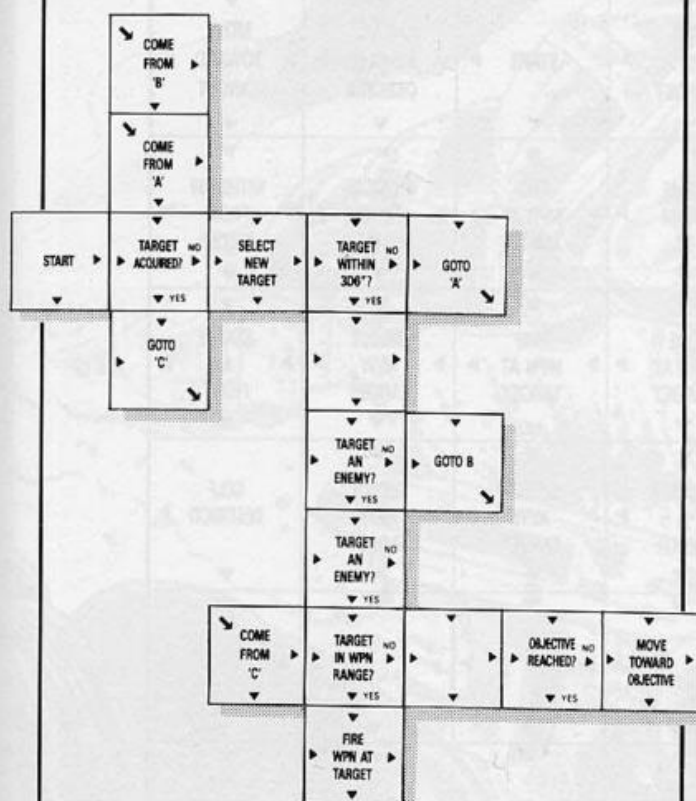 COME
FROM
'B'
COME
FROM
'A'
START
TARGET NO
ACQUIRED?
YES
SELECT
NEW
TARGET
TARGET
WITHIN NO
3D6"?
YES
GOTO
'A'
GOTO
'C'
TARGET
AN NO
ENEMY?
YES
GOTO B
TARGET
AN NO
ENEMY?
YES
COME
FROM
'C'
TARGET
IN WPN NO
RANGE?
YES
OBJECTIVE NO
REACHED?
YES
MOVE
TOWARD
OBJECTIVE
FIRE
WPN AT
TARGET